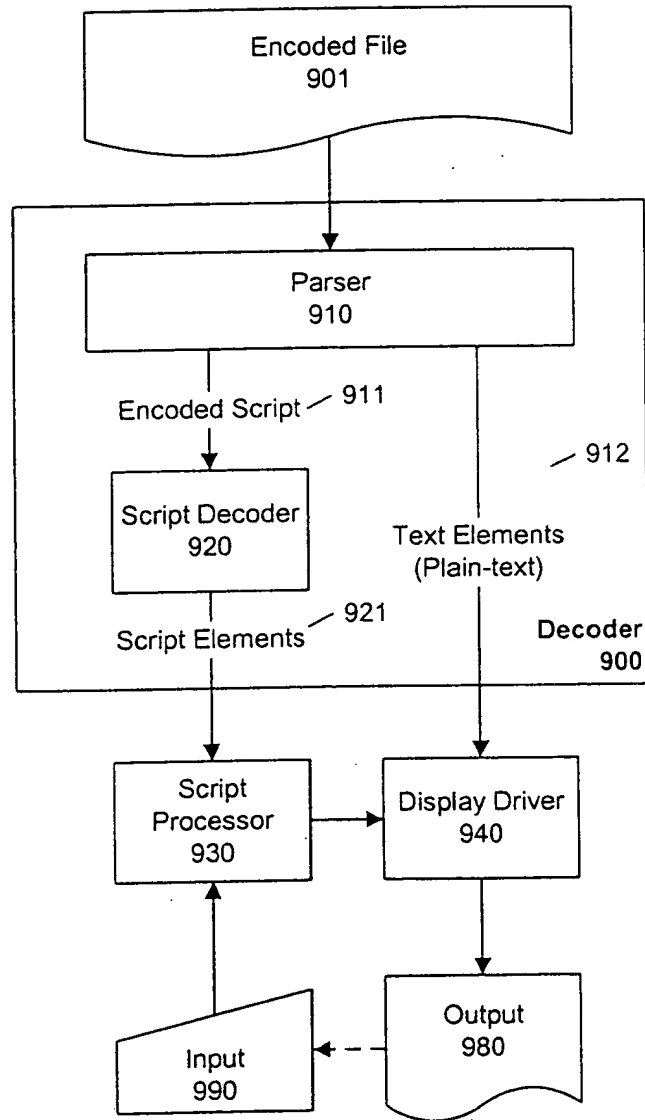 Encoded File
901
Parser
910
Encoded Script
911
912
Script Decoder
920
Text Elements
(Plain-text)
Script Elements
921
Decoder
900
Script
Processor
930
Display Driver
940
Input
990
Output
980